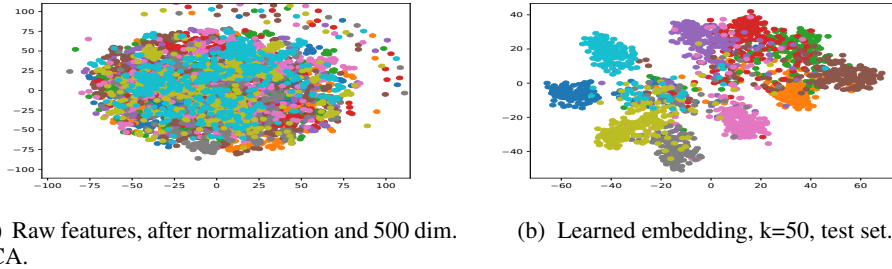 100
75
50
25
0
−25
−50
−75
−100
−100 −75 −50 −25 0 25 50 75 100
40
20
0
−20
−40
−60 −40 −20 0 20 40 60
) Raw features, after normalization and 500 dim.
CA.
(b) Learned embedding, k=50, test set.